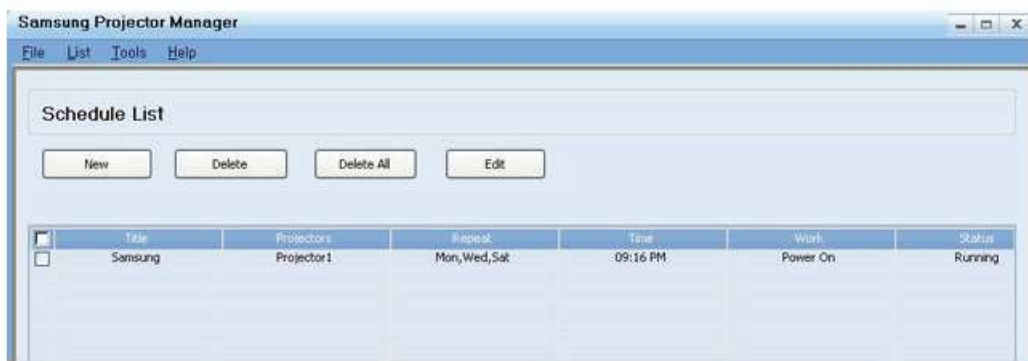 Samsung Projector Manager
File List Tools Help
Schedule List
New Delete Delete All Edit
Title Projectors Repeat Time Work Status
Samsung Projector1 Mon,Wed,Sat 09:16 PM Power On Running